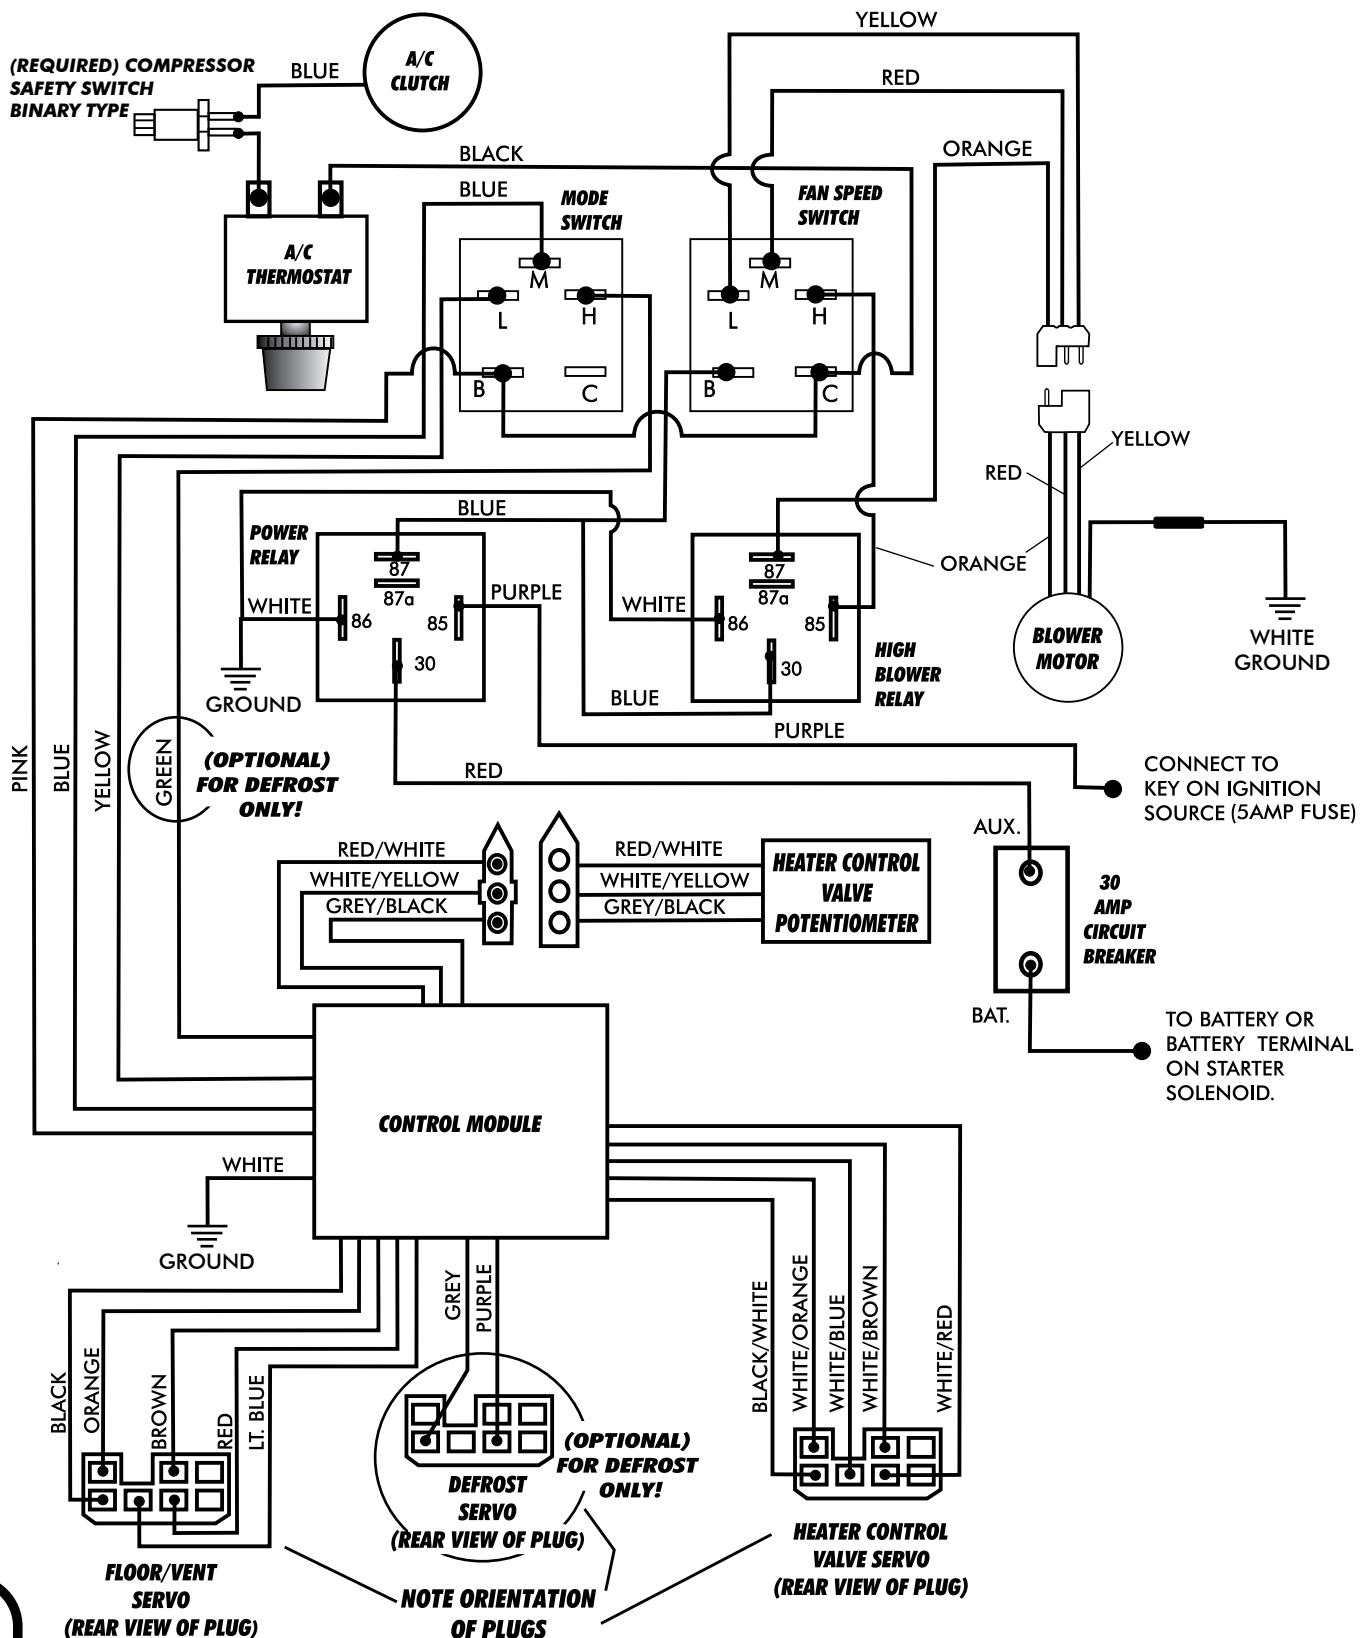 YELLOW
(REQUIRED) COMPRESSOR
SAFETY SWITCH
BINARY TYPE
BLUE
A/C
CLUTCH
RED
BLACK
ORANGE
BLUE
MODE
SWITCH
FAN SPEED
SWITCH
A/C
THERMOSTAT
M
L
H
B
C
M
L
H
B
C
YELLOW
RED
BLUE
POWER
RELAY
ORANGE
87
87a
86
85
30
WHITE
PURPLE
WHITE
87
87a
86
85
30
HIGH
BLOWER
RELAY
BLOWER
MOTOR
WHITE
GROUND
GROUND
BLUE
PURPLE
PINK
BLUE
YELLOW
GREEN
(OPTIONAL)
FOR DEFROST
ONLY!
RED
CONNECT TO
KEY ON IGNITION
SOURCE (5AMP FUSE)
AUX.
RED/WHITE
WHITE/YELLOW
GREY/BLACK
RED/WHITE
WHITE/YELLOW
GREY/BLACK
HEATER CONTROL
VALVE
POTENTIOMETER
30
AMP
CIRCUIT
BREAKER
BAT.
TO BATTERY OR
BATTERY TERMINAL
ON STARTER
SOLENOID.
CONTROL MODULE
WHITE
GROUND
BLACK
ORANGE
BROWN
RED
LT. BLUE
GREY
PURPLE
BLACK/WHITE
WHITE/ORANGE
WHITE/BLUE
WHITE/BROWN
WHITE/RED
(OPTIONAL)
FOR DEFROST
ONLY!
DEFROST
SERVO
(REAR VIEW OF PLUG)
FLOOR/VENT
SERVO
(REAR VIEW OF PLUG)
HEATER CONTROL
VALVE SERVO
(REAR VIEW OF PLUG)
NOTE ORIENTATION
OF PLUGS